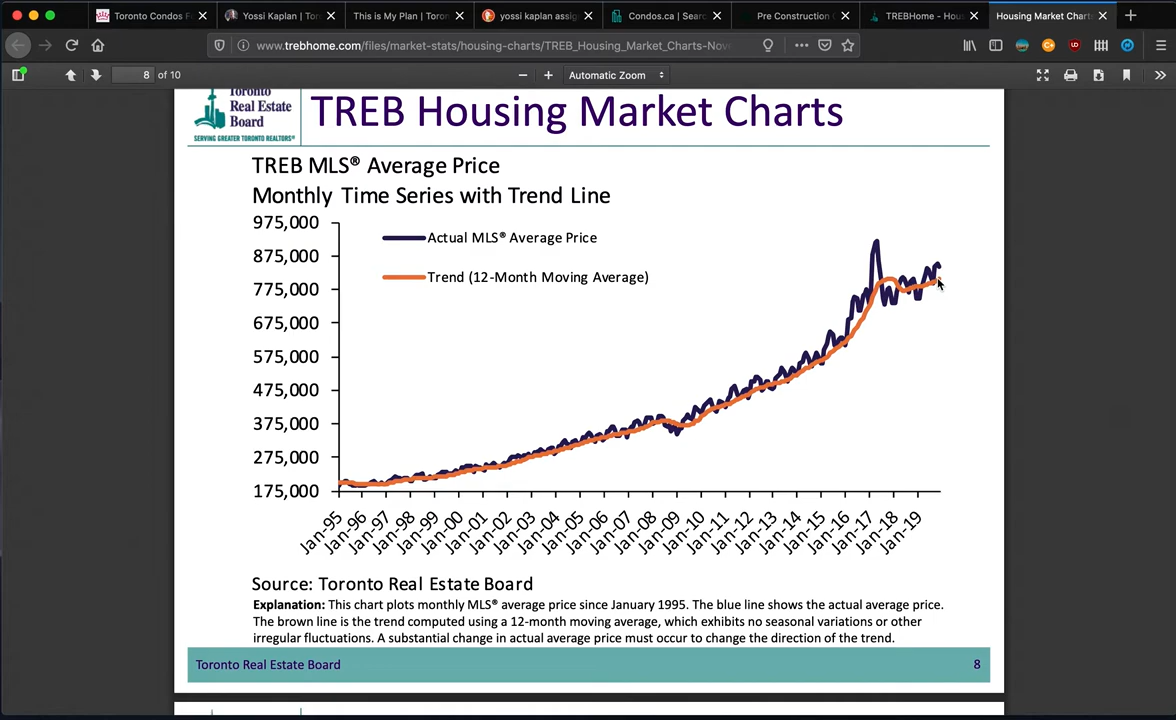 Toronto Condos F
Yossi Kaplan | Tor
This is My Plan | Toron
yossi kaplan assig
Condos.ca | Sear
Pre Construction
TREBHome - Hous
Housing Market Chart
www.trebhome.com/files/market-stats/housing-charts/TREB_Housing_Market_Charts-Nov
8 of 10
Automatic Zoom
Toronto
Real Estate
Board
SERVING GREATER TORONTO REALTORS®
TREB Housing Market Charts
TREB MLS® Average Price
Monthly Time Series with Trend Line
975,000
875,000
775,000
675,000
575,000
475,000
375,000
275,000
175,000
Actual MLS® Average Price
Trend (12-Month Moving Average)
Jan-95
Jan-96
Jan-97
Jan-98
Jan-99
Jan-00
Jan-01
Jan-02
Jan-03
Jan-04
Jan-05
Jan-06
Jan-07
Jan-08
Jan-09
Jan-10
Jan-11
Jan-12
Jan-13
Jan-14
Jan-15
Jan-16
Jan-17
Jan-18
Jan-19
Source: Toronto Real Estate Board
Explanation: This chart plots monthly MLS® average price since January 1995. The blue line shows the actual average price.
The brown line is the trend computed using a 12-month moving average, which exhibits no seasonal variations or other
irregular fluctuations. A substantial change in actual average price must occur to change the direction of the trend.
Toronto Real Estate Board
8